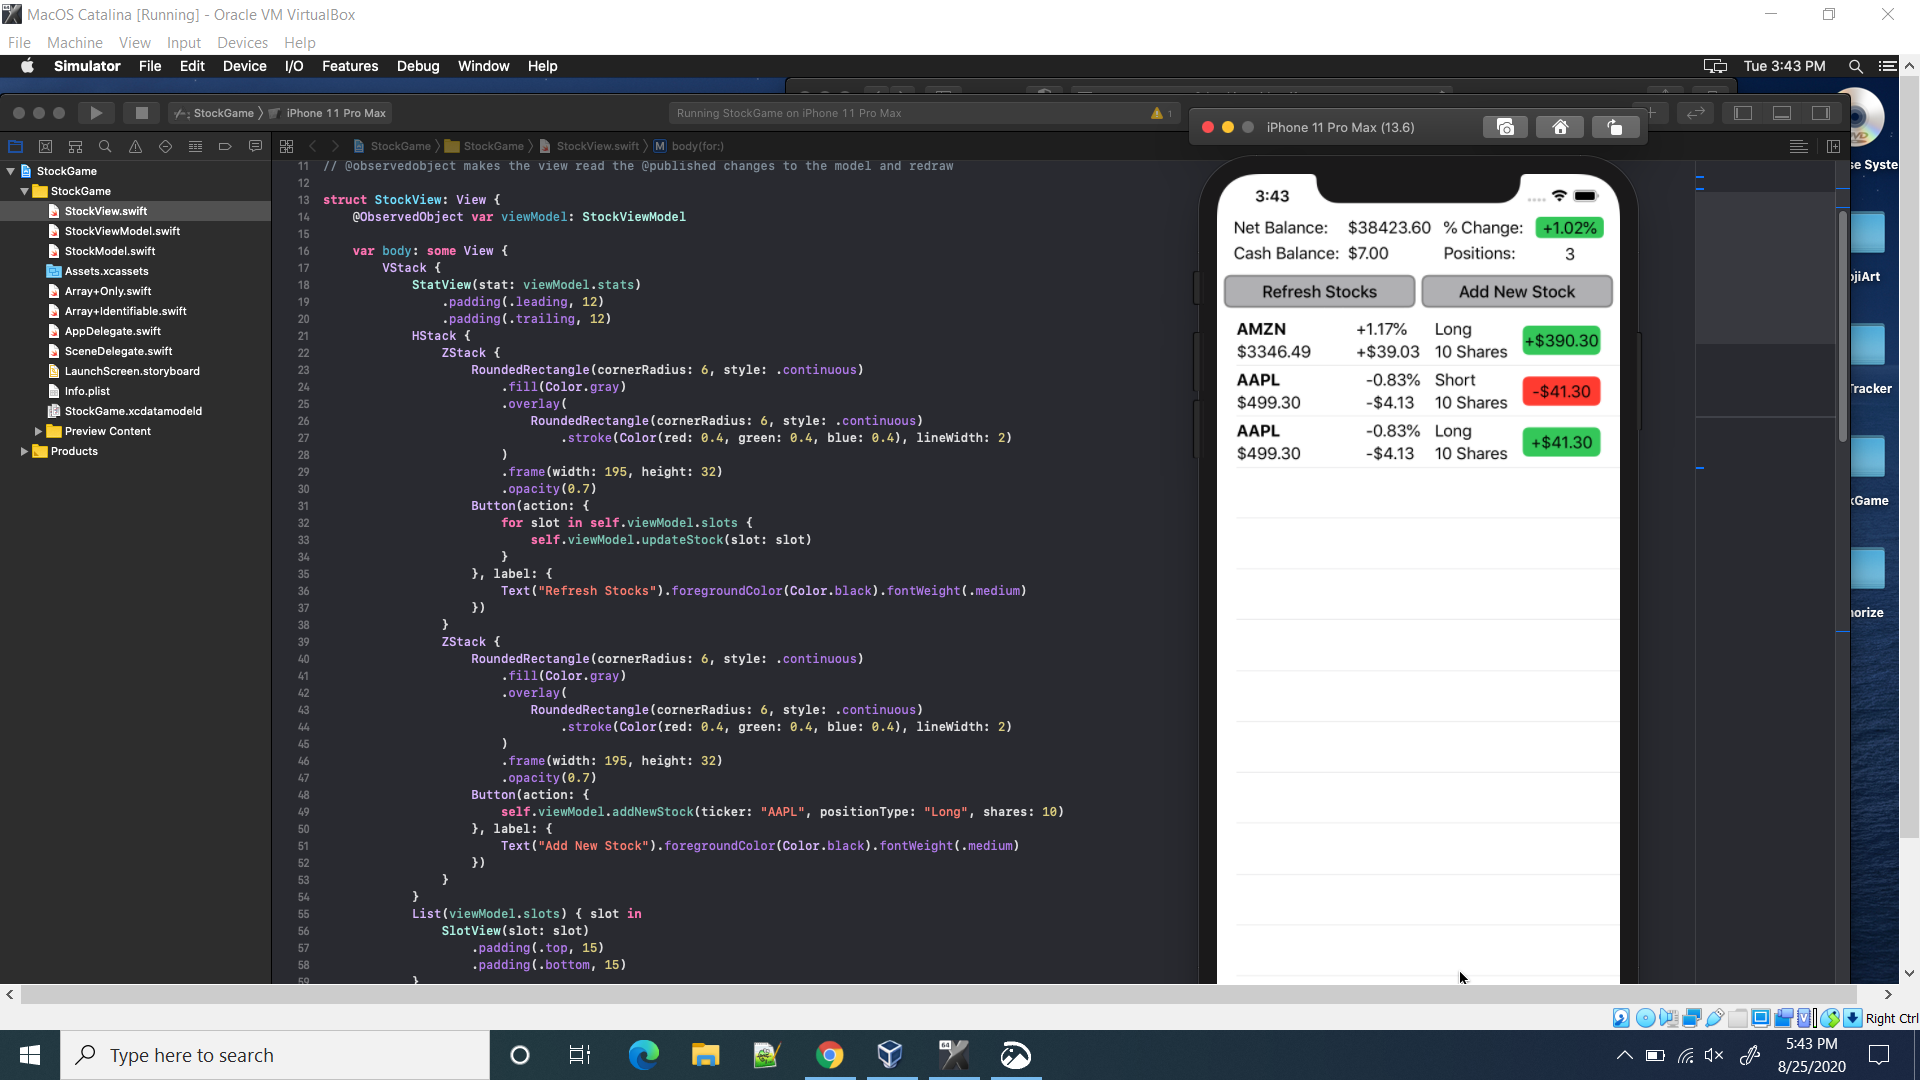 MacOS Catalina [Running] - Oracle VM VirtualBox
File Machine View Input Devices Help
Simulator File Edit Device I/O Features Debug Window Help
Tue 3:43 PM
StockGame iPhone 11 Pro Max
Running StockGame on iPhone 11 Pro Max
1
StockGame StockGame StockView.swift M body(for:)
StockGame
StockGame
StockView.swift
StockViewModel.swift
StockModel.swift
Assets.xcassets
Array+Only.swift
Array+Identifiable.swift
AppDelegate.swift
SceneDelegate.swift
LaunchScreen.storyboard
Info.plist
StockGame.xcdatamodeld
Preview Content
Products
11 // @observedobject makes the view read the @published changes to the model and redraw
12
13 struct StockView: View {
14 @ObservedObject var viewModel: StockViewModel
15
16 var body: some View {
17 VStack {
18 StatView(stat: viewModel.stats)
19 .padding(.leading, 12)
20 .padding(.trailing, 12)
21 HStack {
22 ZStack {
23 RoundedRectangle(cornerRadius: 6, style: .continuous)
24 .fill(Color.gray)
25 .overlay(
26 RoundedRectangle(cornerRadius: 6, style: .continuous)
27 .stroke(Color(red: 0.4, green: 0.4, blue: 0.4), lineWidth: 2)
28 )
29 .frame(width: 195, height: 32)
30 .opacity(0.7)
31 Button(action: {
32 for slot in self.viewModel.slots {
33 self.viewModel.updateStock(slot: slot)
34 }
35 }, label: {
36 Text("Refresh Stocks").foregroundColor(Color.black).fontWeight(.medium)
37 })
38 }
39 ZStack {
40 RoundedRectangle(cornerRadius: 6, style: .continuous)
41 .fill(Color.gray)
42 .overlay(
43 RoundedRectangle(cornerRadius: 6, style: .continuous)
44 .stroke(Color(red: 0.4, green: 0.4, blue: 0.4), lineWidth: 2)
45 )
46 .frame(width: 195, height: 32)
47 .opacity(0.7)
48 Button(action: {
49 self.viewModel.addNewStock(ticker: "AAPL", positionType: "Long", shares: 10)
50 }, label: {
51 Text("Add New Stock").foregroundColor(Color.black).fontWeight(.medium)
52 })
53 }
54 }
55 List(viewModel.slots) { slot in
56 SlotView(slot: slot)
57 .padding(.top, 15)
58 .padding(.bottom, 15)
59 }
iPhone 11 Pro Max (13.6)
3:43
Net Balance: $38423.60 % Change: +1.02%
Cash Balance: $7.00 Positions: 3
Refresh Stocks Add New Stock
AMZN +1.17% Long +$390.30
$3346.49 +$39.03 10 Shares
AAPL -0.83% Short -$41.30
$499.30 -$4.13 10 Shares
AAPL -0.83% Long +$41.30
$499.30 -$4.13 10 Shares
se Syste
ojiArt
Tracker
kGame
orize
Right Ctrl
Type here to search
64
5:43 PM
8/25/2020